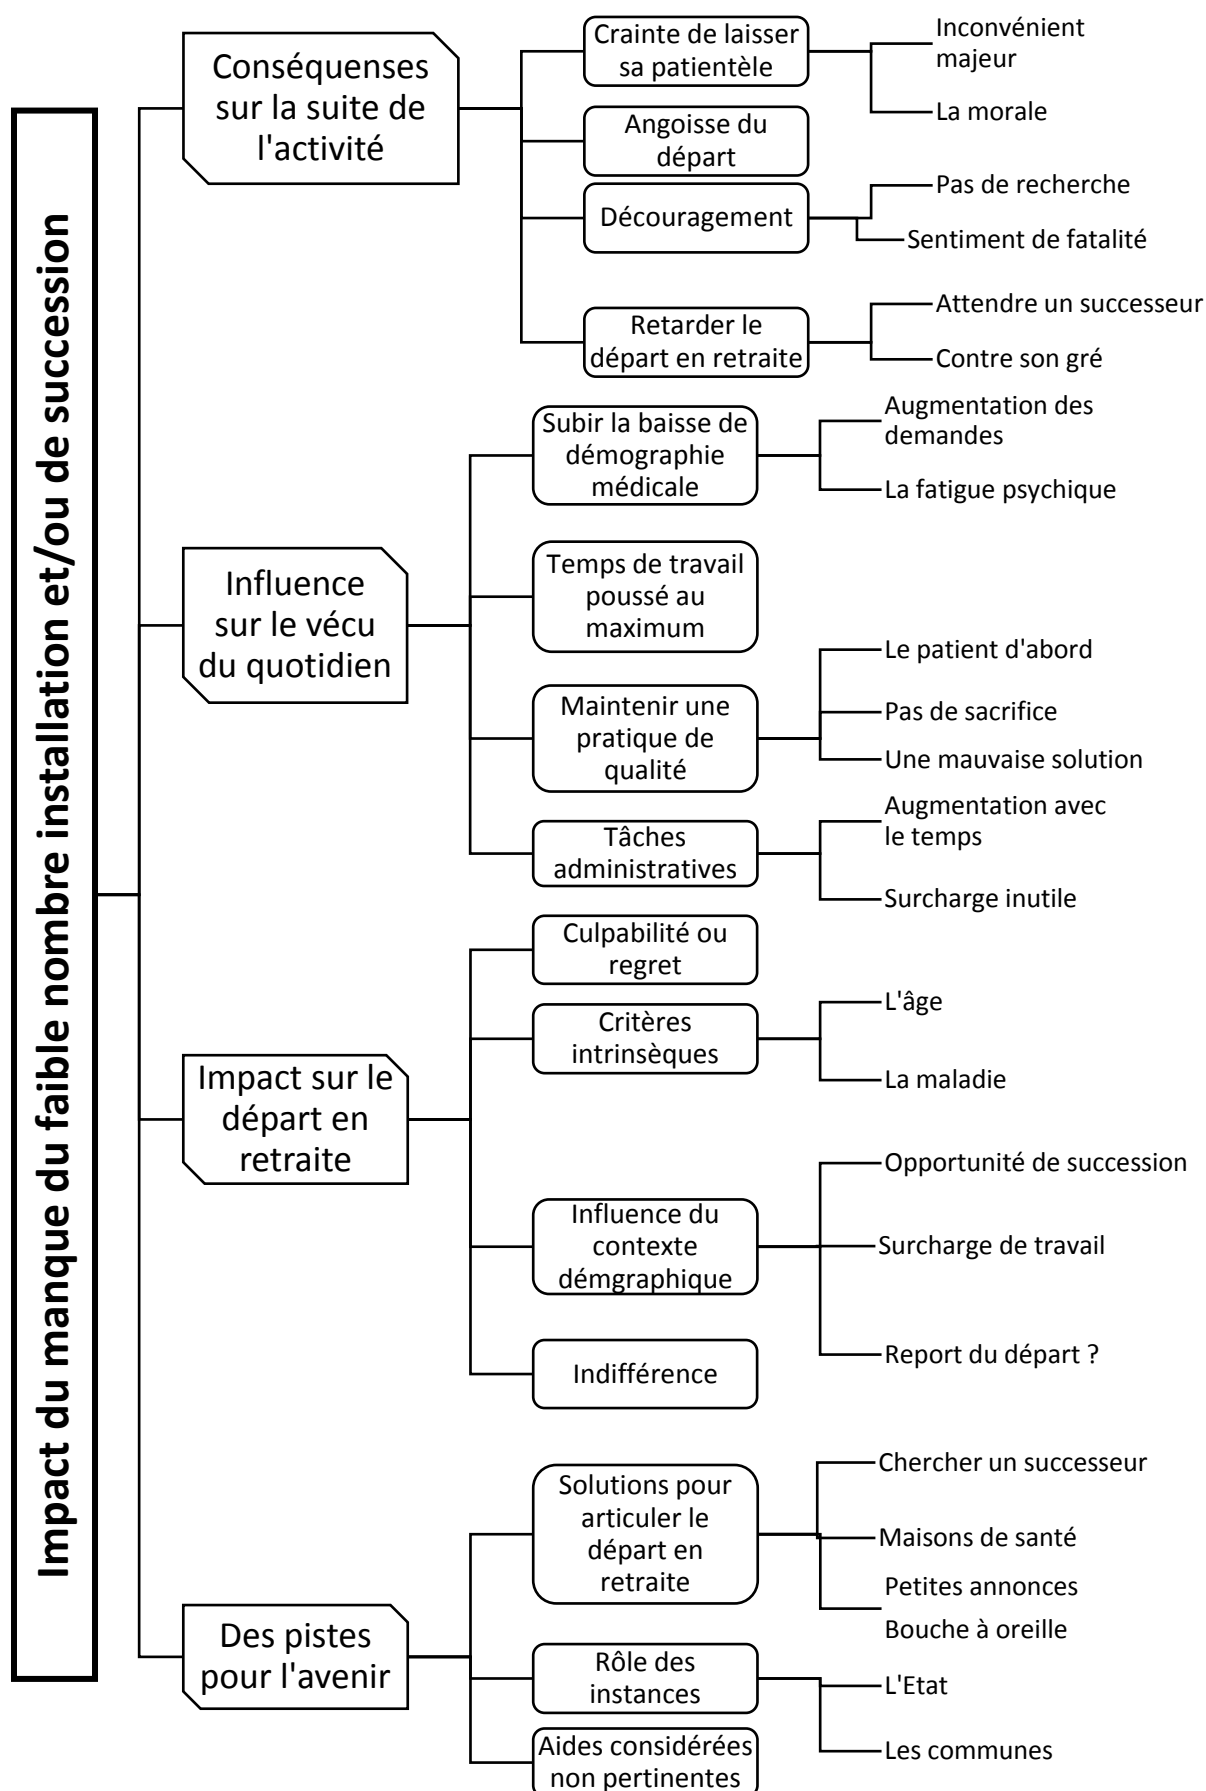 Impact du manque du faible nombre installation et/ou de succession
Conséquenses
sur la suite de
l'activité
Crainte de laisser
sa patientèle
Inconvénient
majeur
La morale
Angoisse du
départ
Découragement
Pas de recherche
Sentiment de fatalité
Retarder le
départ en retraite
Attendre un successeur
Contre son gré
Influence
sur le vécu
du quotidien
Subir la baisse de
démographie
médicale
Augmentation des
demandes
La fatigue psychique
Temps de travail
poussé au
maximum
Maintenir une
pratique de
qualité
Le patient d'abord
Pas de sacrifice
Une mauvaise solution
Tâches
administratives
Augmentation avec
le temps
Surcharge inutile
Impact sur le
départ en
retraite
Culpabilité ou
regret
Critères
intrinsèques
L'âge
La maladie
Influence du
contexte
démgraphique
Opportunité de succession
Surcharge de travail
Report du départ ?
Indifférence
Des pistes
pour l'avenir
Solutions pour
articuler le
départ en
retraite
Chercher un successeur
Maisons de santé
Petites annonces
Bouche à oreille
Rôle des
instances
L'Etat
Les communes
Aides considérées
non pertinentes